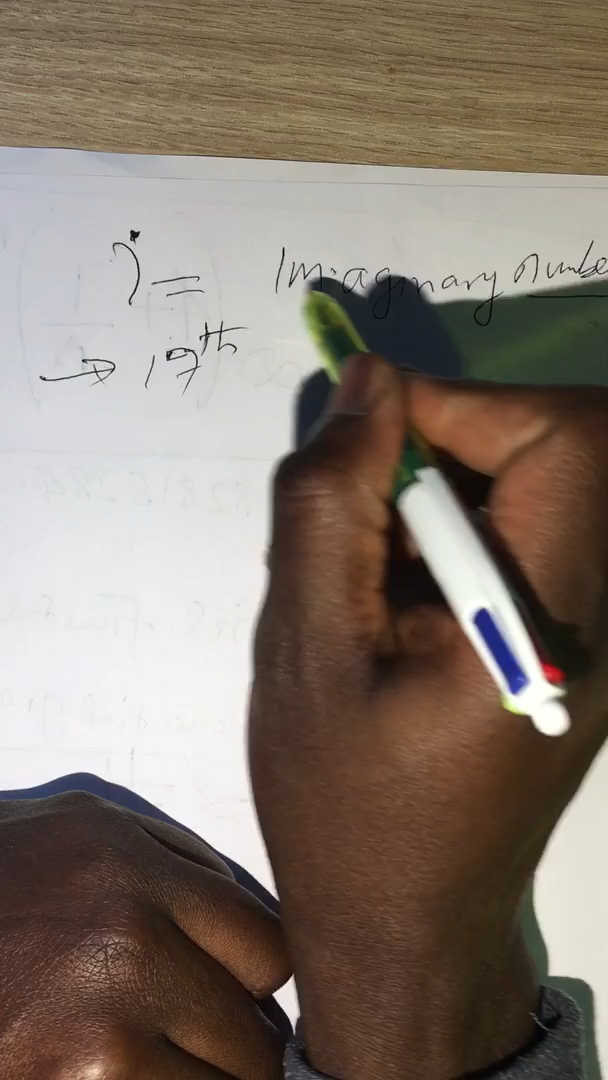 i = Imaginary numbe
→ 17th